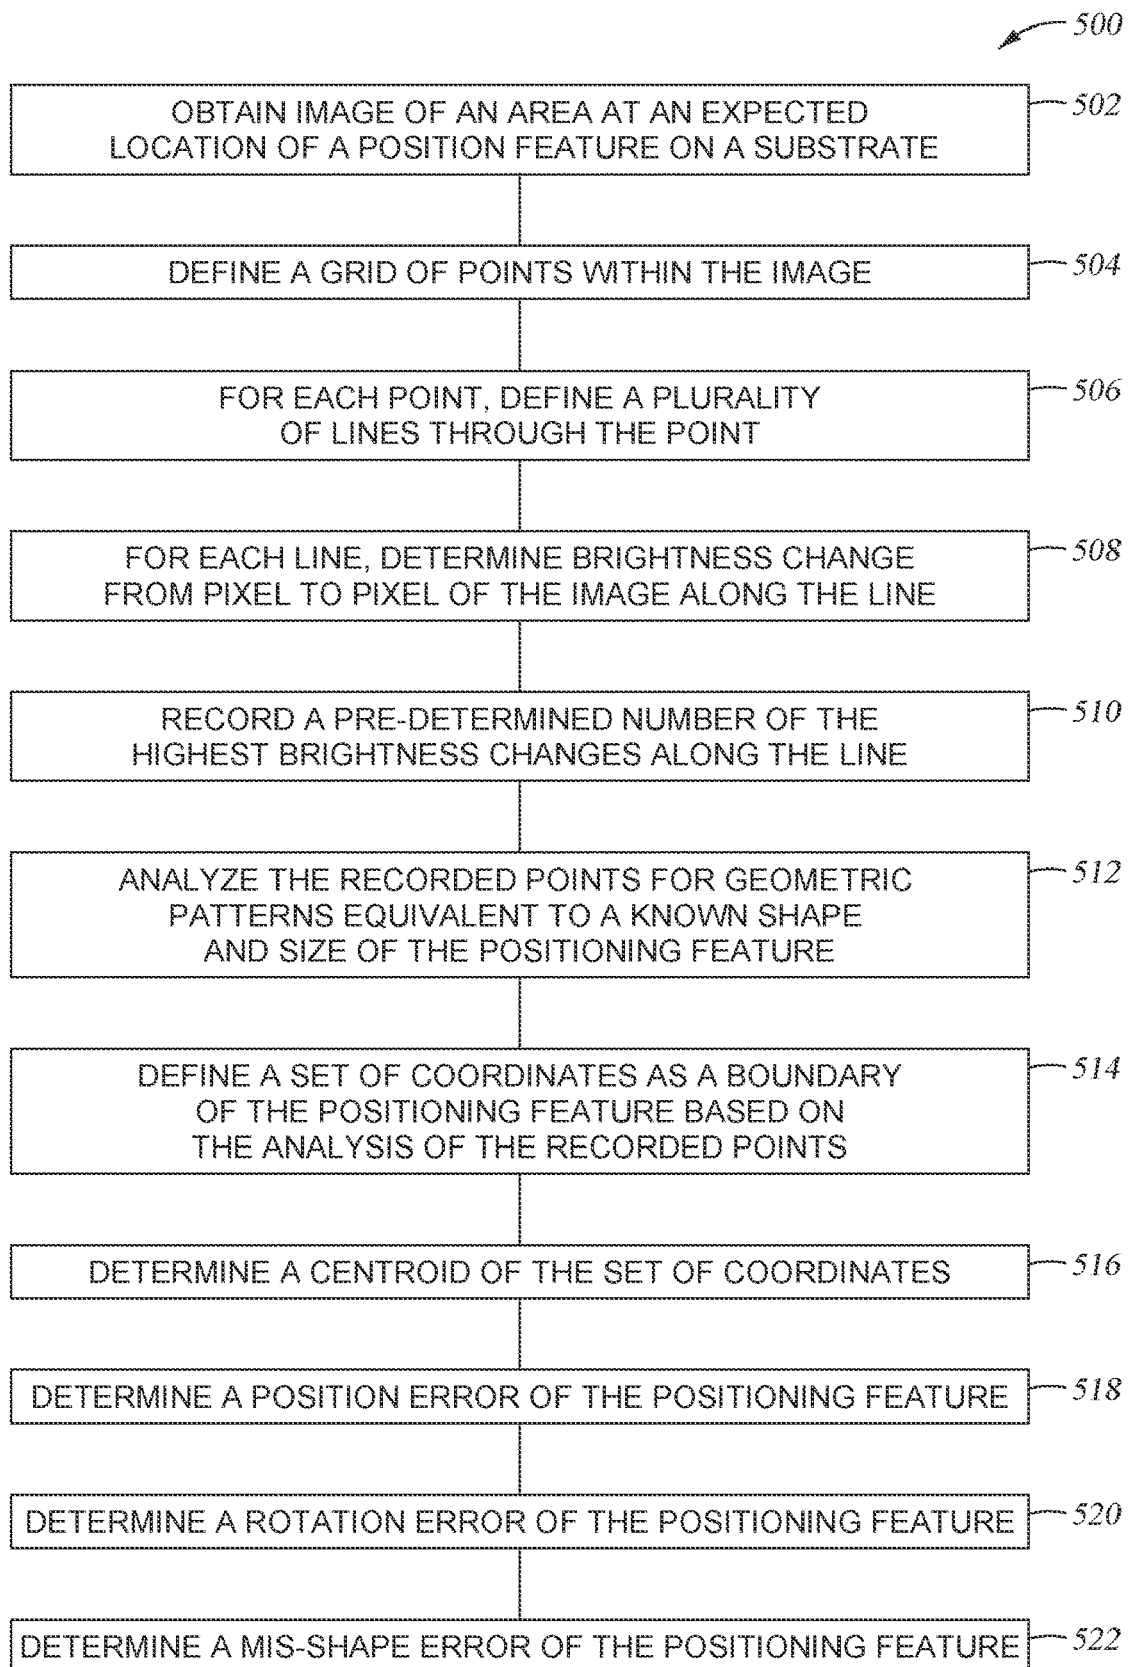 500
OBTAIN IMAGE OF AN AREA AT AN EXPECTED
LOCATION OF A POSITION FEATURE ON A SUBSTRATE
502
DEFINE A GRID OF POINTS WITHIN THE IMAGE
504
FOR EACH POINT, DEFINE A PLURALITY
OF LINES THROUGH THE POINT
506
FOR EACH LINE, DETERMINE BRIGHTNESS CHANGE
FROM PIXEL TO PIXEL OF THE IMAGE ALONG THE LINE
508
RECORD A PRE-DETERMINED NUMBER OF THE
HIGHEST BRIGHTNESS CHANGES ALONG THE LINE
510
ANALYZE THE RECORDED POINTS FOR GEOMETRIC
PATTERNS EQUIVALENT TO A KNOWN SHAPE
AND SIZE OF THE POSITIONING FEATURE
512
DEFINE A SET OF COORDINATES AS A BOUNDARY
OF THE POSITIONING FEATURE BASED ON
THE ANALYSIS OF THE RECORDED POINTS
514
DETERMINE A CENTROID OF THE SET OF COORDINATES
516
DETERMINE A POSITION ERROR OF THE POSITIONING FEATURE
518
DETERMINE A ROTATION ERROR OF THE POSITIONING FEATURE
520
DETERMINE A MIS-SHAPE ERROR OF THE POSITIONING FEATURE
522